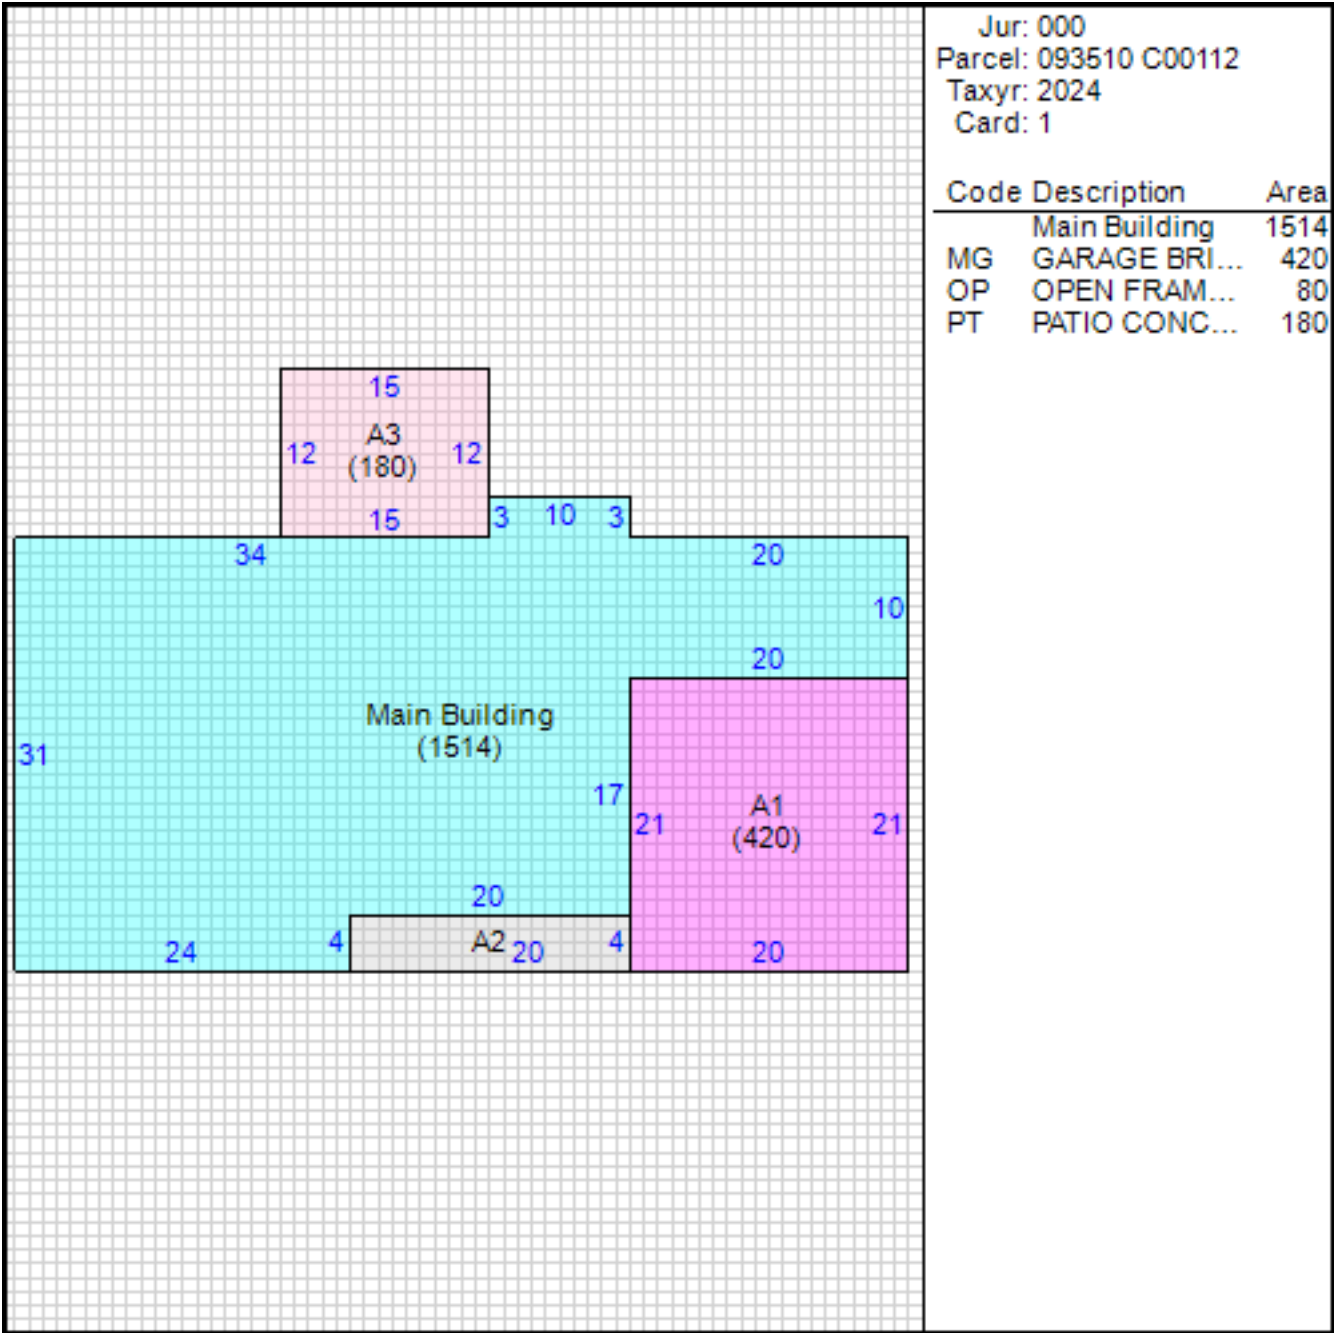 Jur: 000
Parcel: 093510 C00112
Taxyr: 2024
Card: 1
Code Description Area
Main Building 1514
MG GARAGE BRI... 420
OP OPEN FRAM... 80
PT PATIO CONC... 180
15
A3
12 12
(180)
15
3 10 3
34 20
10
20
Main Building
(1514)
31
17
A1
21 21
(420)
20
4 A2 20 4
24 20